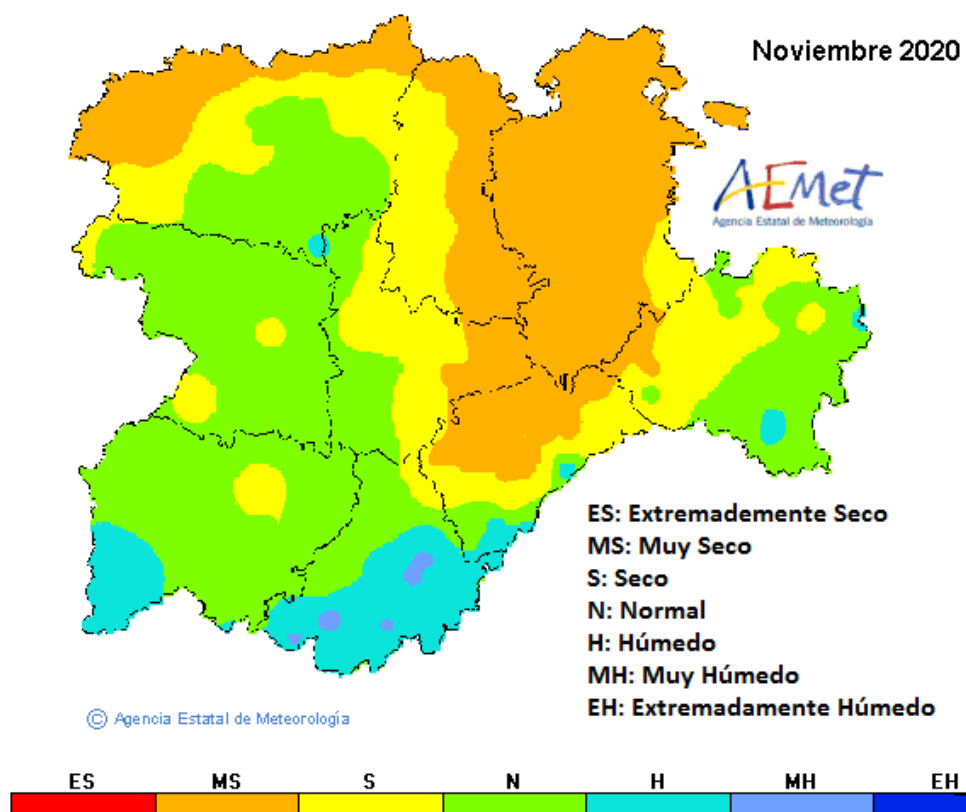 Noviembre 2020
AEMet
Agencia Estatal de Meteorología
ES: Extremademente Seco
MS: Muy Seco
S: Seco
N: Normal
H: Húmedo
MH: Muy Húmedo
EH: Extremadamente Húmedo
© Agencia Estatal de Meteorología
ES MS S N H MH EH